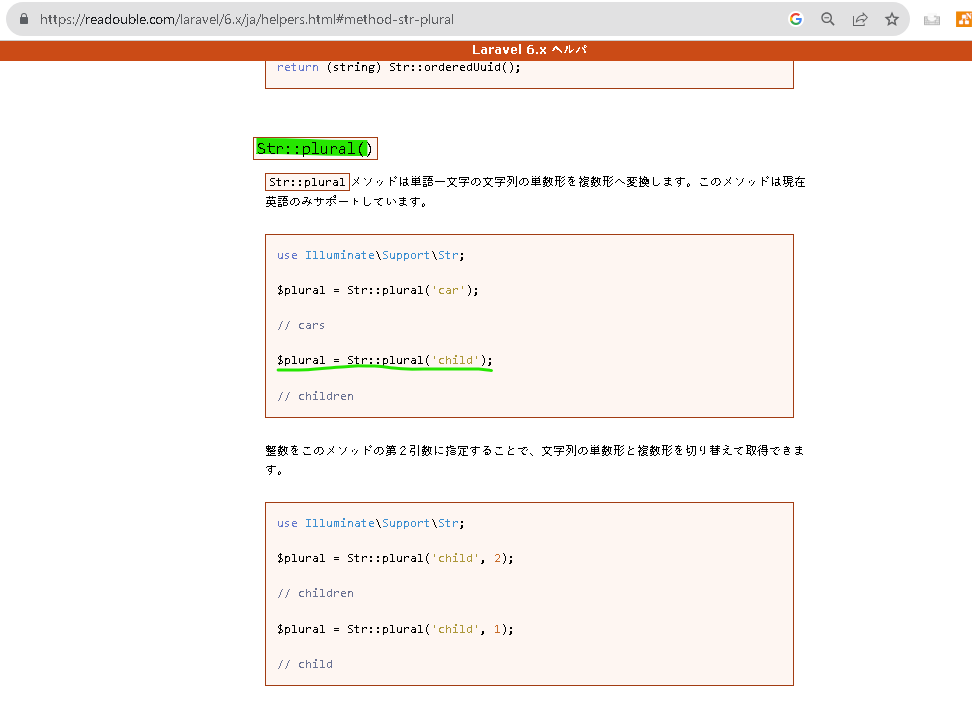 https://readouble.com/laravel/6.x/ja/helpers.html#method-str-plural
Laravel 6.x ヘルパ
return (string) Str::orderedUuid();
Str::plural()
Str::pluralメソッドは単語一文字の文字列の単数形を複数形へ変換します。このメソッドは現在
英語のみサポートしています。
use Illuminate\Support\Str;
$plural = Str::plural('car');
// cars
$plural = Str::plural('child');
// children
整数をこのメソッドの第２引数に指定することで、文字列の単数形と複数形を切り替えて取得できま
す。
use Illuminate\Support\Str;
$plural = Str::plural('child', 2);
// children
$plural = Str::plural('child', 1);
// child